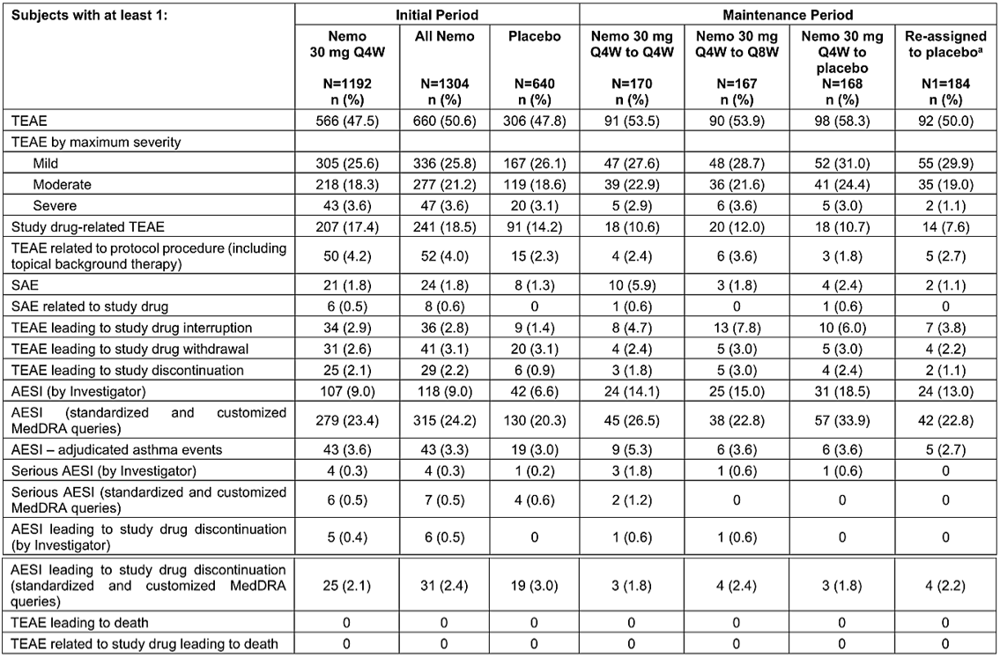 Subjects with at least 1: Initial Period Maintenance Period
Nemo 30 mg Q4W N=1192 n (%) All Nemo N=1304 n (%) Placebo N=640 n (%) Nemo 30 mg Q4W to Q4W N=170 n (%) Nemo 30 mg Q4W to Q8W N=167 n (%) Nemo 30 mg Q4W to placebo N=168 n (%) Re-assigned to placeboª N1=184 n (%)
TEAE 566 (47.5) 660 (50.6) 306 (47.8) 91 (53.5) 90 (53.9) 98 (58.3) 92 (50.0)
TEAE by maximum severity
Mild 305 (25.6) 336 (25.8) 167 (26.1) 47 (27.6) 48 (28.7) 52 (31.0) 55 (29.9)
Moderate 218 (18.3) 277 (21.2) 119 (18.6) 39 (22.9) 36 (21.6) 41 (24.4) 35 (19.0)
Severe 43 (3.6) 47 (3.6) 20 (3.1) 5 (2.9) 6 (3.6) 5 (3.0) 2 (1.1)
Study drug-related TEAE 207 (17.4) 241 (18.5) 91 (14.2) 18 (10.6) 20 (12.0) 18 (10.7) 14 (7.6)
TEAE related to protocol procedure (including
topical background therapy) 50 (4.2) 52 (4.0) 15 (2.3) 4 (2.4) 6 (3.6) 3 (1.8) 5 (2.7)
SAE 21 (1.8) 24 (1.8) 8 (1.3) 10 (5.9) 3 (1.8) 4 (2.4) 2 (1.1)
SAE related to study drug 6 (0.5) 8 (0.6) 0 1 (0.6) 0 1 (0.6) 0
TEAE leading to study drug interruption 34 (2.9) 36 (2.8) 9 (1.4) 8 (4.7) 13 (7.8) 10 (6.0) 7 (3.8)
TEAE leading to study drug withdrawal 31 (2.6) 41 (3.1) 20 (3.1) 4 (2.4) 5 (3.0) 5 (3.0) 4 (2.2)
TEAE leading to study discontinuation 25 (2.1) 29 (2.2) 6 (0.9) 3 (1.8) 5 (3.0) 4 (2.4) 2 (1.1)
AESI (by Investigator) 107 (9.0) 118 (9.0) 42 (6.6) 24 (14.1) 25 (15.0) 31 (18.5) 24 (13.0)
AESI (standardized and customized
MedDRA queries) 279 (23.4) 315 (24.2) 130 (20.3) 45 (26.5) 38 (22.8) 57 (33.9) 42 (22.8)
AESI – adjudicated asthma events 43 (3.6) 43 (3.3) 19 (3.0) 9 (5.3) 6 (3.6) 6 (3.6) 5 (2.7)
Serious AESI (by Investigator) 4 (0.3) 4 (0.3) 1 (0.2) 3 (1.8) 1 (0.6) 1 (0.6) 0
Serious AESI (standardized and customized
MedDRA queries) 6 (0.5) 7 (0.5) 4 (0.6) 2 (1.2) 0 0 0
AESI leading to study drug discontinuation
(by Investigator) 5 (0.4) 6 (0.5) 0 1 (0.6) 1 (0.6) 0 0
AESI leading to study drug discontinuation
(standardized and customized MedDRA
queries) 25 (2.1) 31 (2.4) 19 (3.0) 3 (1.8) 4 (2.4) 3 (1.8) 4 (2.2)
TEAE leading to death 0 0 0 0 0 0 0
TEAE related to study drug leading to death 0 0 0 0 0 0 0